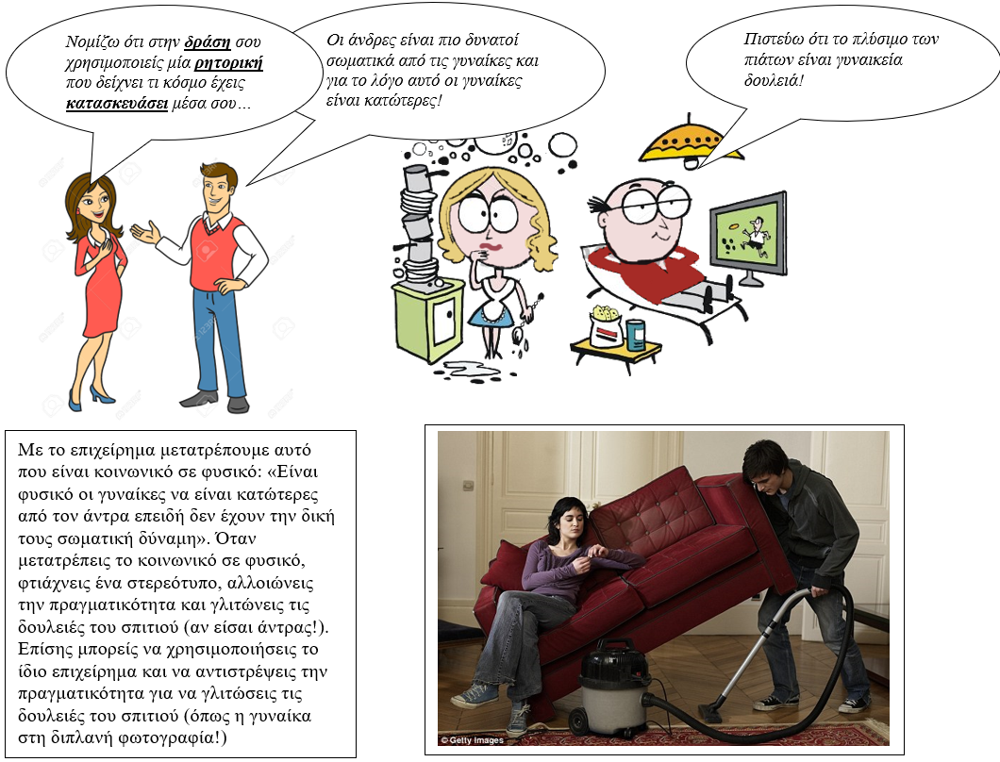 Νομίζω ότι στην δράση σου
χρησιμοποιείς μία ρητορική
που δείχνει τι κόσμο έχεις
κατασκευάσει μέσα σου…
Οι άνδρες είναι πιο δυνατοί
σωματικά από τις γυναίκες και
για το λόγο αυτό οι γυναίκες
είναι κατώτερες!
Πιστεύω ότι το πλύσιμο των
πιάτων είναι γυναικεία
δουλειά!
Με το επιχείρημα μετατρέπουμε αυτό
που είναι κοινωνικό σε φυσικό: «Είναι
φυσικό οι γυναίκες να είναι κατώτερες
από τον άντρα επειδή δεν έχουν την δική
τους σωματική δύναμη». Όταν
μετατρέπεις το κοινωνικό σε φυσικό,
φτιάχνεις ένα στερεότυπο, αλλοιώνεις
την πραγματικότητα και γλιτώνεις τις
δουλειές του σπιτιού (αν είσαι άντρας!).
Επίσης μπορείς να χρησιμοποιήσεις το
ίδιο επιχείρημα και να αντιστρέψεις την
πραγματικότητα για να γλιτώσεις τις
δουλειές του σπιτιού (όπως η γυναίκα
στη διπλανή φωτογραφία!)
© Getty Images